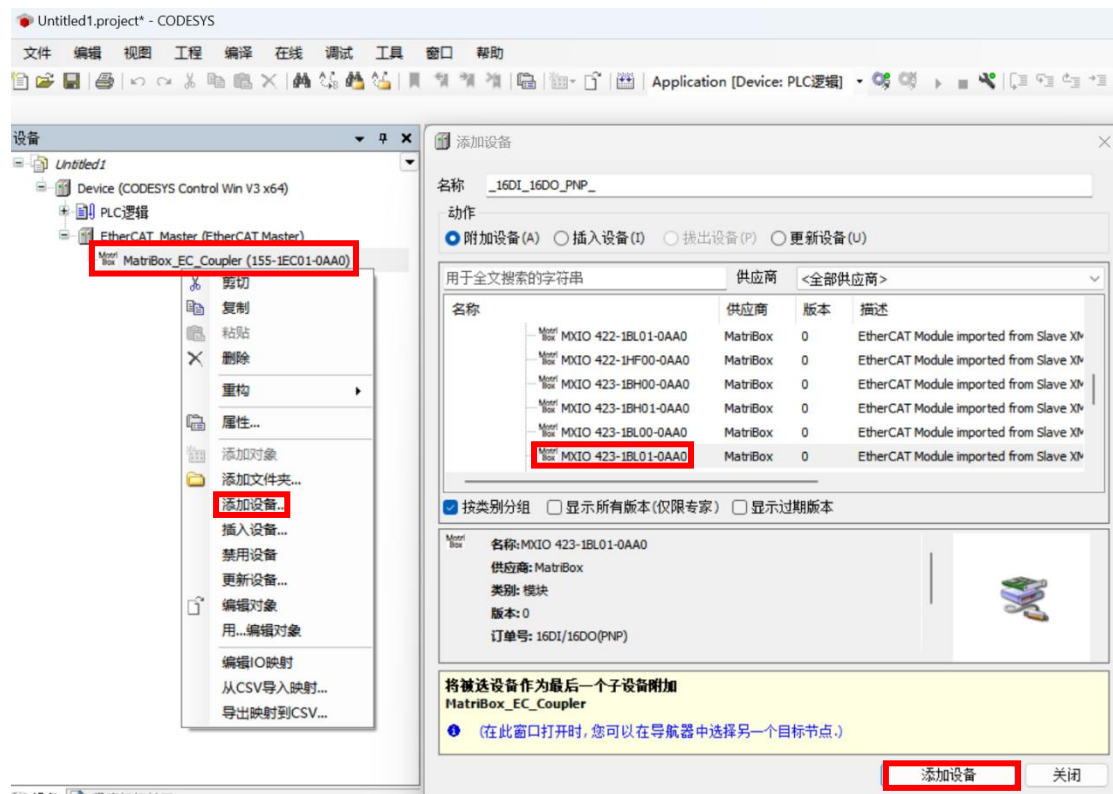 Untitled1.project* - CODESYS
文件 编辑 视图 工程 编译 在线 调试 工具 窗口 帮助
Application [Device: PLC逻辑]
设备
Untitled1
Device (CODESYS Control Win V3 x64)
PLC逻辑
EtherCAT_Master (EtherCAT Master)
MatriBox_EC_Coupler (155-1EC01-0AA0)
剪切
复制
粘贴
删除
重构
属性...
添加对象
添加文件夹...
添加设备...
插入设备...
禁用设备
更新设备...
编辑对象
用...编辑对象
编辑IO映射
从CSV导入映射...
导出映射到CSV...
添加设备
名称 _16DI_16DO_PNP_
动作
附加设备(A) 插入设备(I) 拔出设备(P) 更新设备(U)
用于全文搜索的字符串 供应商 <全部供应商>
名称 供应商 版本 描述
MXIO 422-1BL01-0AA0 MatriBox 0 EtherCAT Module imported from Slave XM
MXIO 422-1HF00-0AA0 MatriBox 0 EtherCAT Module imported from Slave XM
MXIO 423-1BH00-0AA0 MatriBox 0 EtherCAT Module imported from Slave XM
MXIO 423-1BH01-0AA0 MatriBox 0 EtherCAT Module imported from Slave XM
MXIO 423-1BL00-0AA0 MatriBox 0 EtherCAT Module imported from Slave XM
MXIO 423-1BL01-0AA0 MatriBox 0 EtherCAT Module imported from Slave XM
按类别分组 显示所有版本(仅限专家) 显示过期版本
名称:MXIO 423-1BL01-0AA0
供应商: MatriBox
类别: 模块
版本: 0
订单号: 16DI/16DO(PNP)
将被选设备作为最后一个子设备附加
MatriBox_EC_Coupler
(在此窗口打开时,您可以在导航器中选择另一个目标节点.)
添加设备 关闭